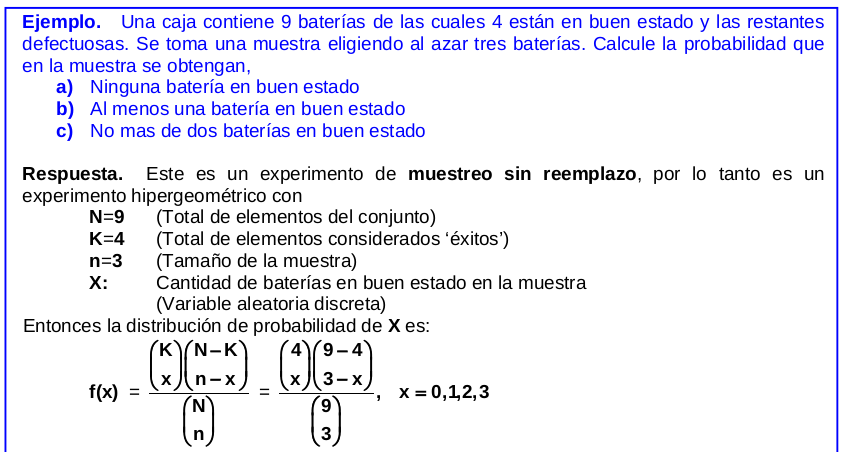 Ejemplo. Una caja contiene 9 baterías de las cuales 4 están en buen estado y las restantes
defectuosas. Se toma una muestra eligiendo al azar tres baterías. Calcule la probabilidad que
en la muestra se obtengan,
a) Ninguna batería en buen estado
b) Al menos una batería en buen estado
c) No mas de dos baterías en buen estado
Respuesta. Este es un experimento de muestreo sin reemplazo, por lo tanto es un
experimento hipergeométrico con
N=9 (Total de elementos del conjunto)
K=4 (Total de elementos considerados ‘éxitos’)
n=3 (Tamaño de la muestra)
X: Cantidad de baterías en buen estado en la muestra
(Variable aleatoria discreta)
Entonces la distribución de probabilidad de X es:
f(x) = \frac{\binom{K}{x}\binom{N-K}{n-x}}{\binom{N}{n}} = \frac{\binom{4}{x}\binom{9-4}{3-x}}{\binom{9}{3}}, x = 0,1,2,3